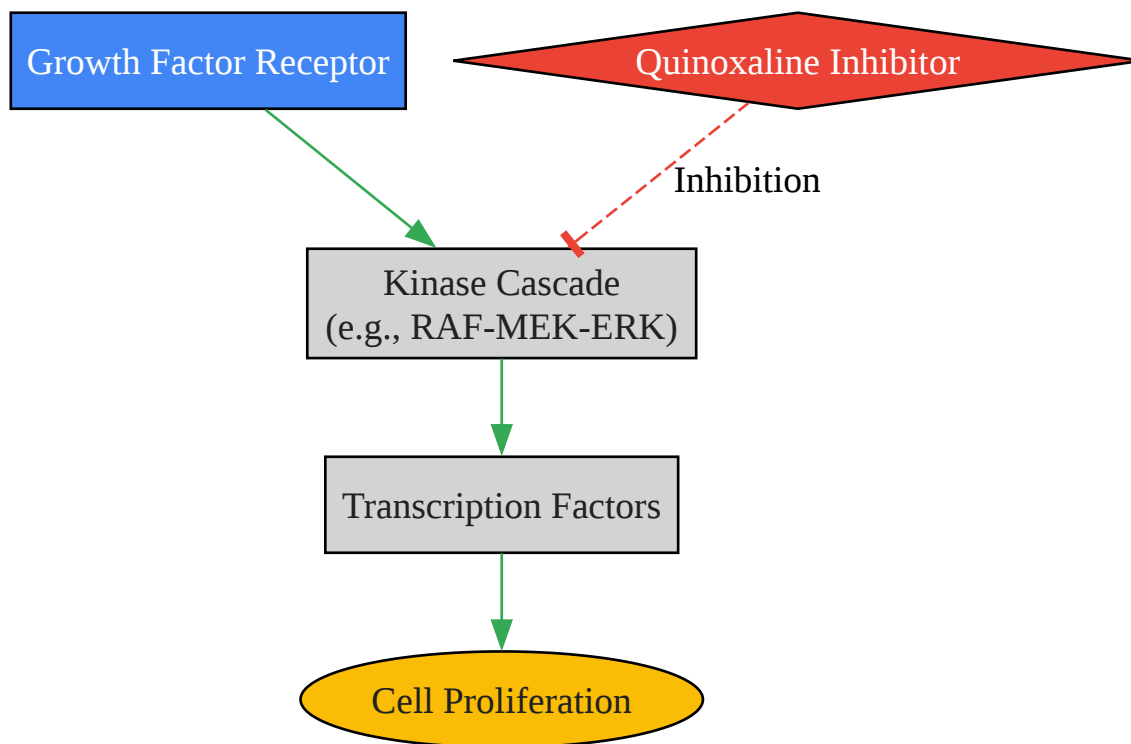 Growth Factor Receptor
Quinoxaline Inhibitor
Inhibition
Kinase Cascade
(e.g., RAF-MEK-ERK)
Transcription Factors
Cell Proliferation